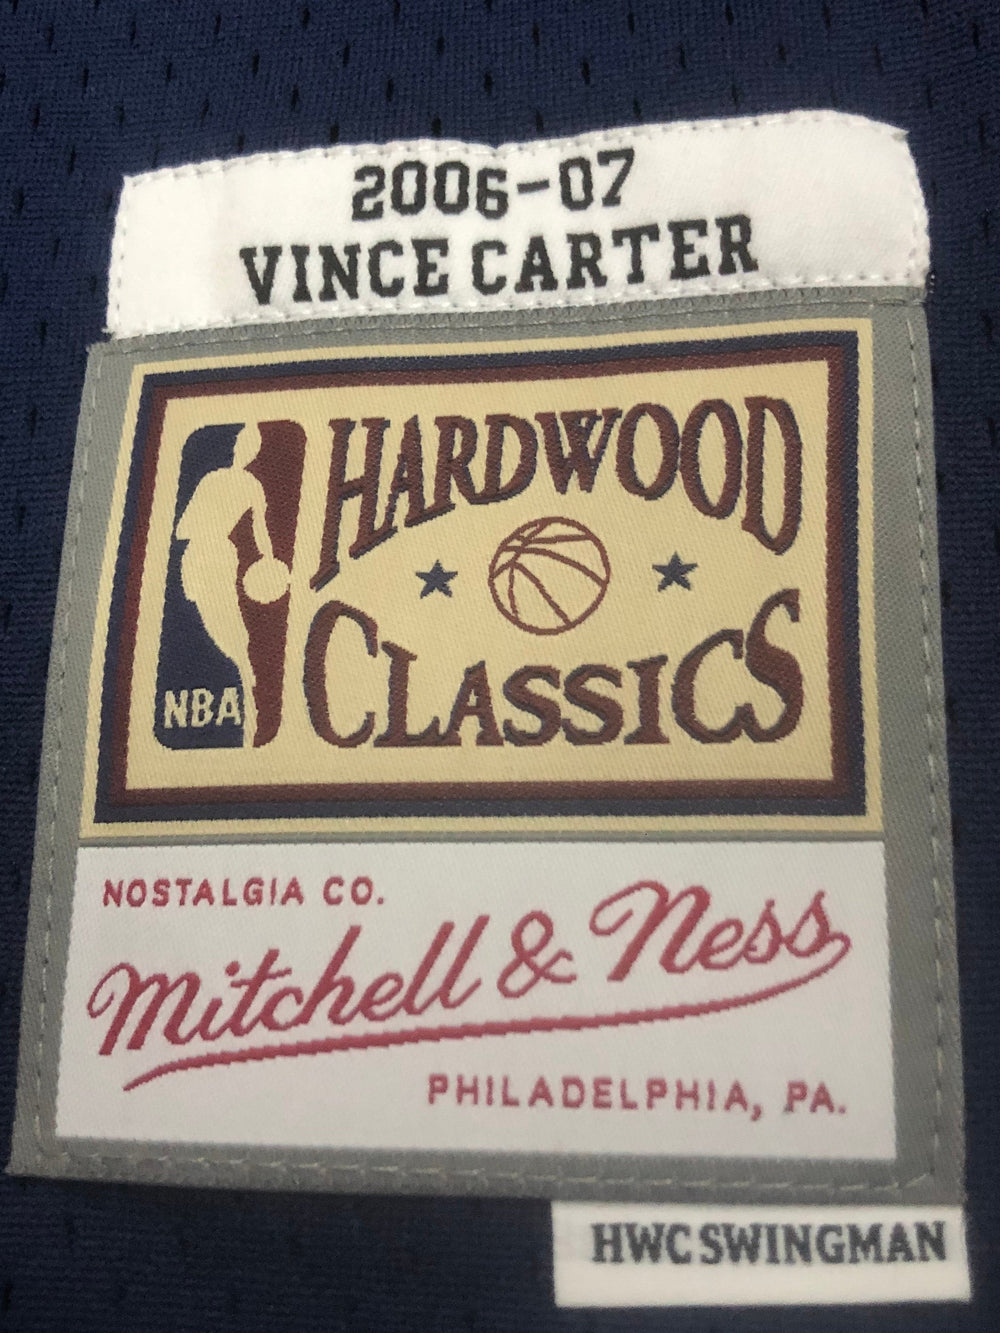 2006-07
VINCE CARTER
HARDWOOD
CLASSICS
NBA
NOSTALGIA CO.
Mitchell & Ness
PHILADELPHIA, PA.
HWC SWINGMAN